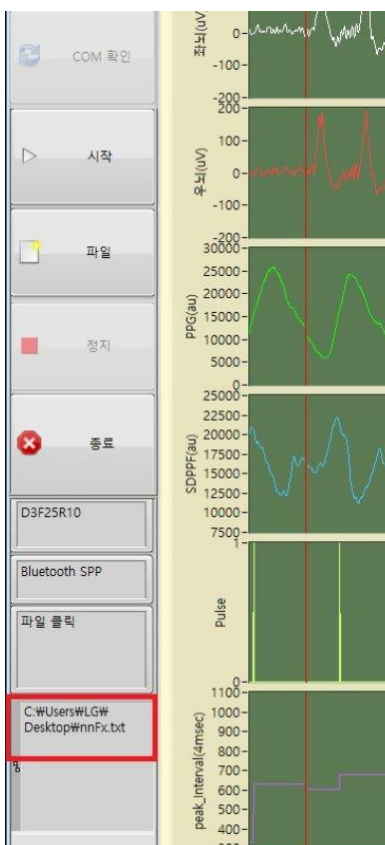 COM 확인
시작
파일
정지
종료
D3F25R10
Bluetooth SPP
파일 클릭
C:₩Users₩LG₩
Desktop₩nnFx.txt
좌뇌(uV)
0
-100
-200
우뇌(uV)
200
100
0
-100
-200
PPG(au)
30000
25000
20000
15000
10000
5000
0
SDPPF(au)
25000
22500
20000
17500
15000
12500
10000
7500
Pulse
1
0
peak_Interval(4msec)
1100
1000
900
800
700
600
500
400